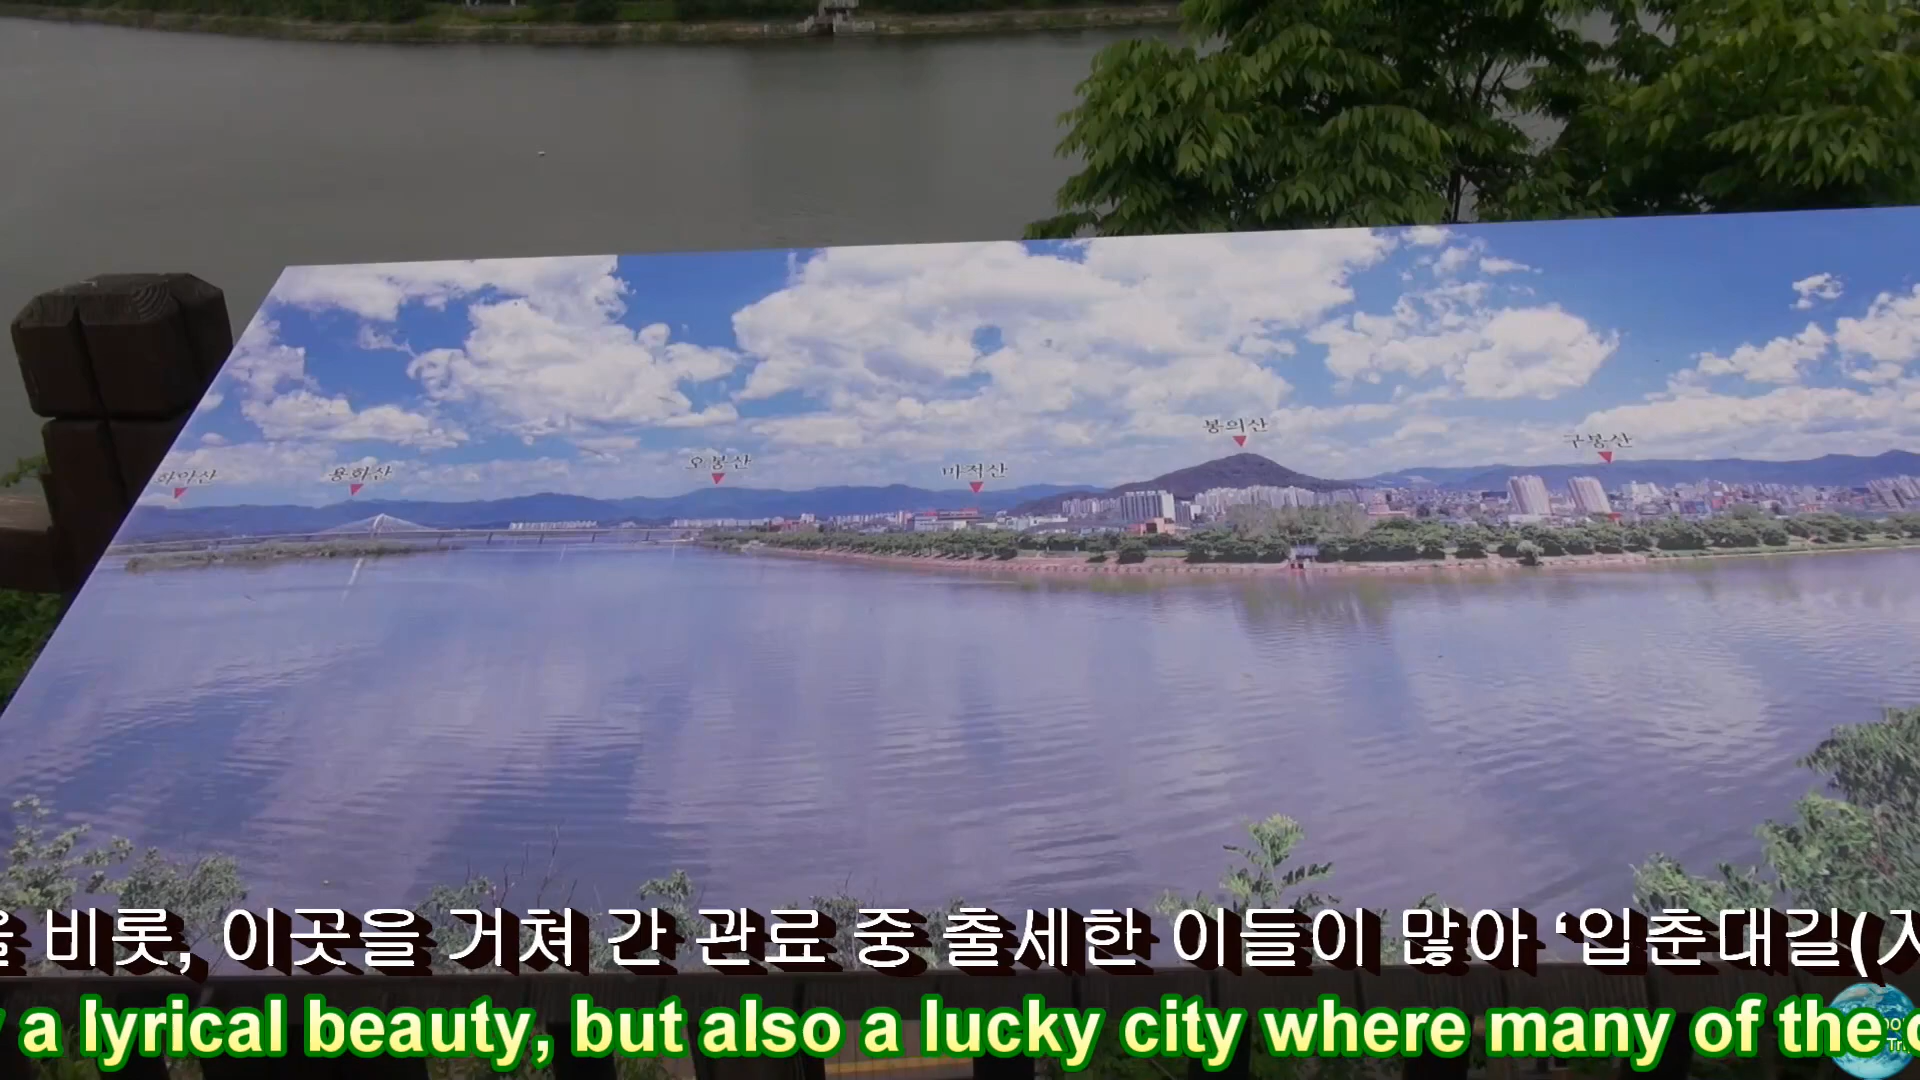 봉의산
구봉산
오봉산
마적산
용화산
화악산
비롯, 이곳을 거쳐 간 관료 중 출세한 이들이 많아 ‘입춘대길(
a lyrical beauty, but also a lucky city where many of the